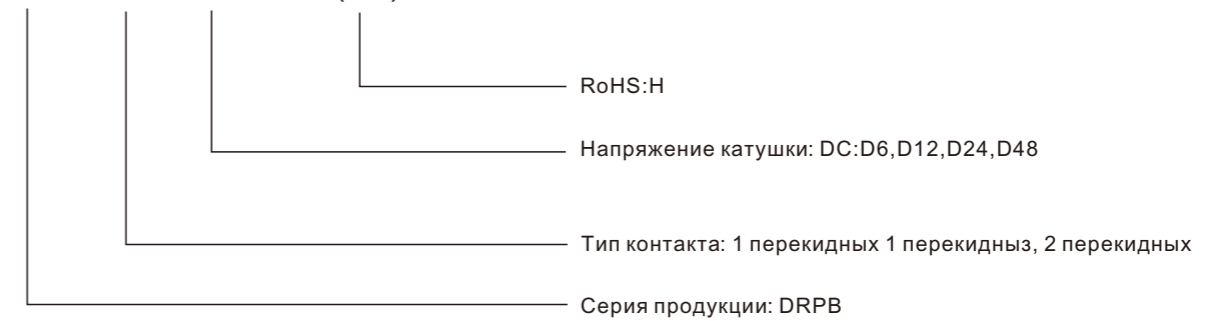 RoHS:H
Напряжение катушки: DC:D6,D12,D24,D48
Тип контакта: 1 перекидных 1 перекидныз, 2 перекидных
Серия продукции: DRPB